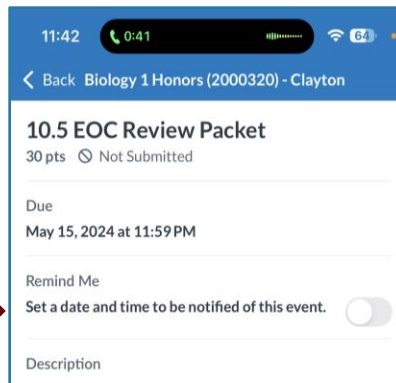 11:42 0:41 64
Back Biology 1 Honors (2000320) - Clayton
10.5 EOC Review Packet
30 pts Not Submitted
Due
May 15, 2024 at 11:59 PM
Remind Me
Set a date and time to be notified of this event.
Description